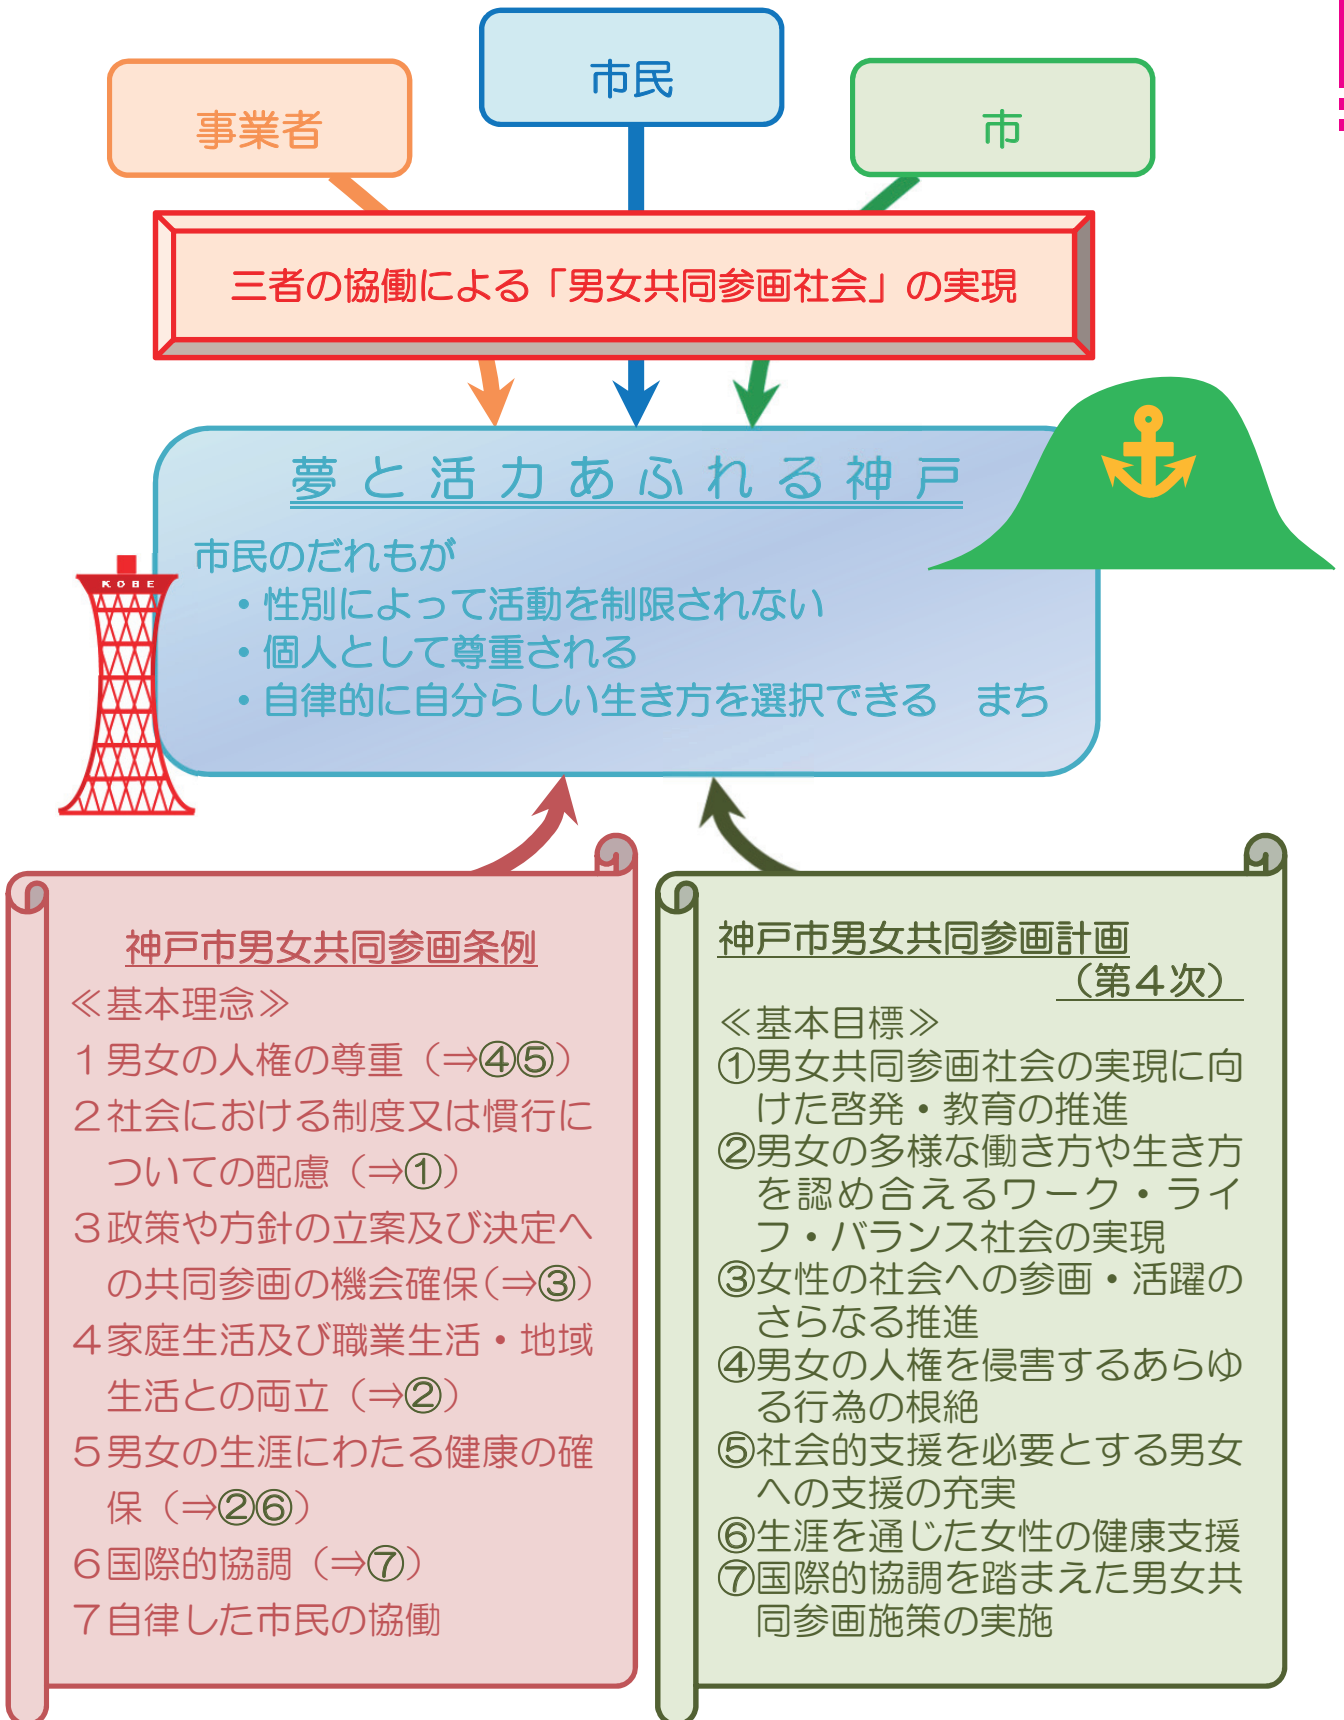 市民
事業者
市
三者の協働による「男女共同参画社会」の実現
夢と活力あふれる神戸
市民のだれもが
・性別によって活動を制限されない
・個人として尊重される
・自律的に自分らしい生き方を選択できる　まち
KOBE
神戸市男女共同参画条例
≪基本理念≫
1男女の人権の尊重（⇒④⑤）
2社会における制度又は慣行に
ついての配慮（⇒①）
3政策や方針の立案及び決定へ
の共同参画の機会確保（⇒③）
4家庭生活及び職業生活・地域
生活との両立（⇒②）
5男女の生涯にわたる健康の確
保（⇒②⑥）
6国際的協調（⇒⑦）
7自律した市民の協働
神戸市男女共同参画計画
（第4次）
≪基本目標≫
①男女共同参画社会の実現に向
けた啓発・教育の推進
②男女の多様な働き方や生き方
を認め合えるワーク・ライ
フ・バランス社会の実現
③女性の社会への参画・活躍の
さらなる推進
④男女の人権を侵害するあらゆ
る行為の根絶
⑤社会的支援を必要とする男女
への支援の充実
⑥生涯を通じた女性の健康支援
⑦国際的協調を踏まえた男女共
同参画施策の実施